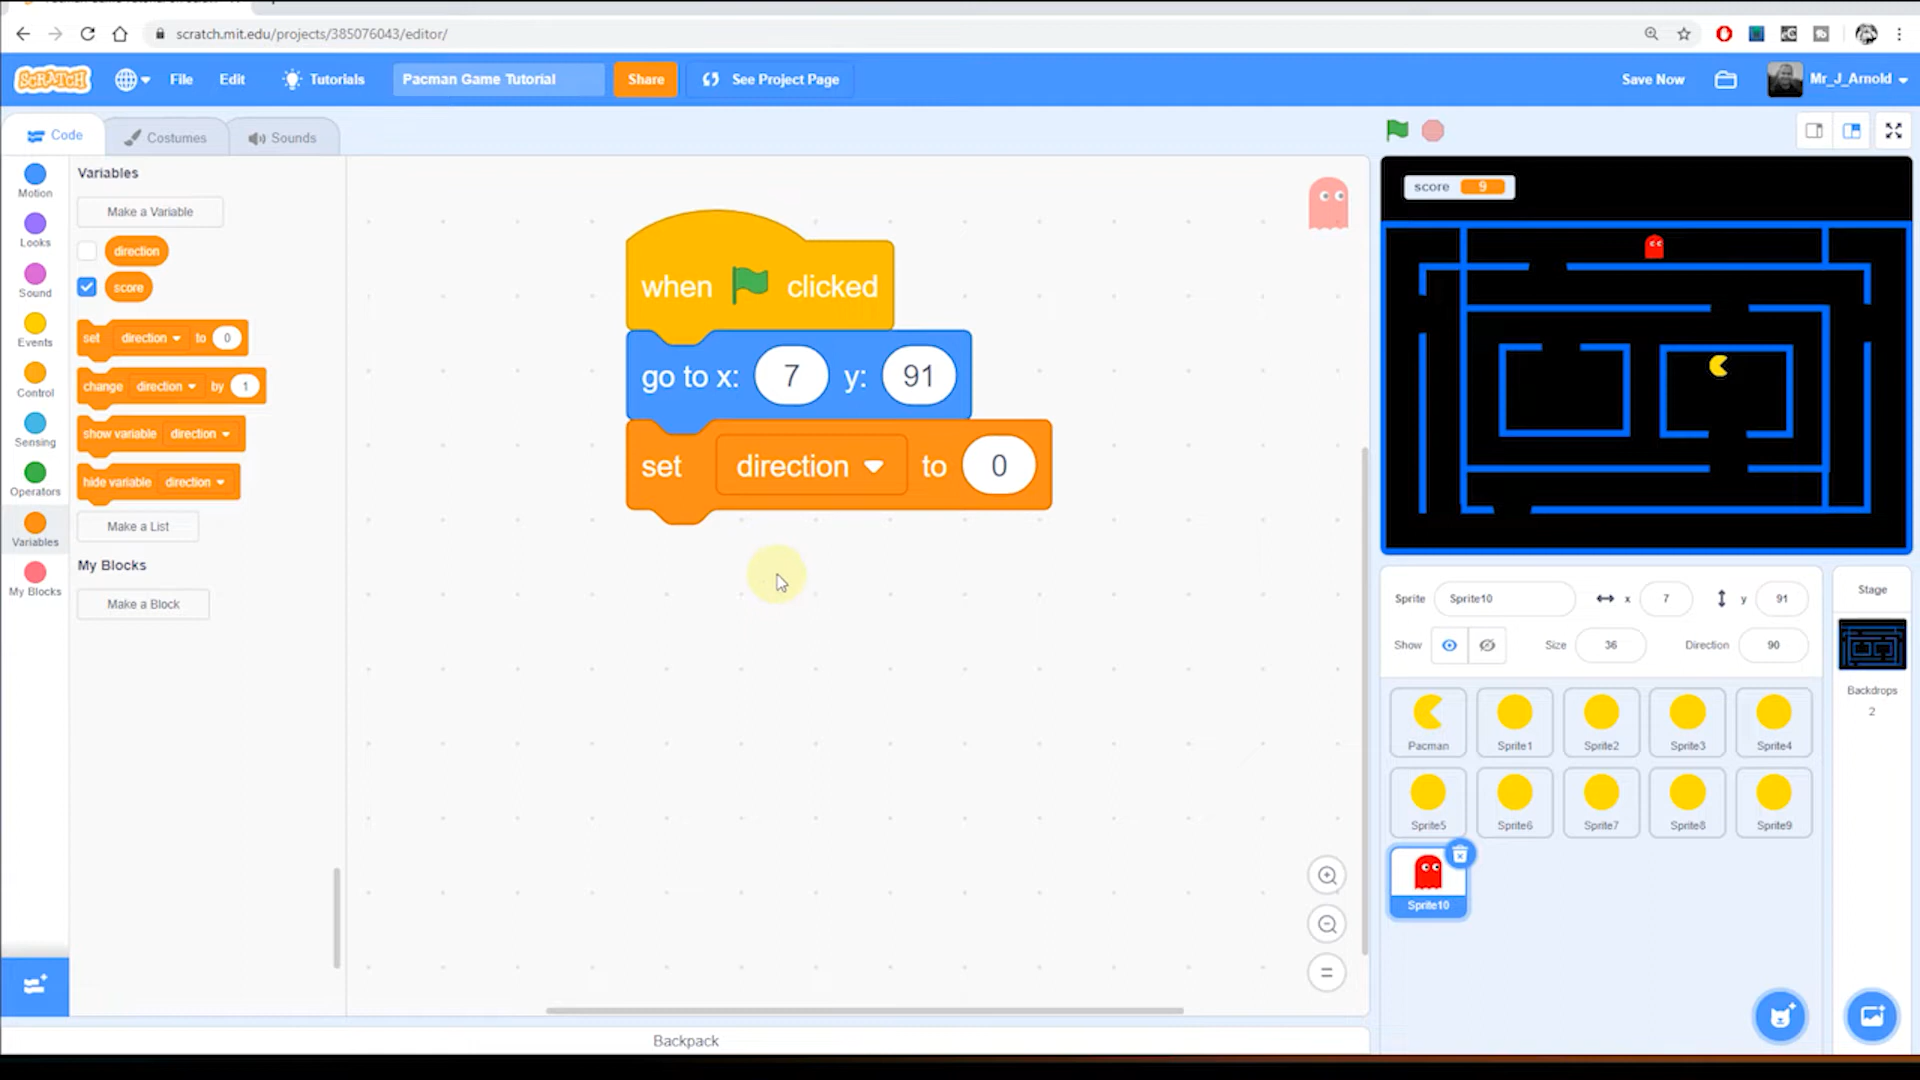 scratch.mit.edu/projects/385076043/editor/
SCRATCH
File
Edit
Tutorials
Pacman Game Tutorial
Share
See Project Page
Save Now
Mr_J_Arnold
Code
Costumes
Sounds
Motion
Looks
Sound
Events
Control
Sensing
Operators
Variables
My Blocks
Variables
Make a Variable
direction
score
set direction to 0
change direction by 1
show variable direction
hide variable direction
Make a List
My Blocks
Make a Block
when clicked
go to x: 7 y: 91
set direction to 0
Backpack
score 9
Sprite Sprite10 x 7 y 91
Show Size 36 Direction 90
Pacman
Sprite1
Sprite2
Sprite3
Sprite4
Sprite5
Sprite6
Sprite7
Sprite8
Sprite9
Sprite10
Stage
Backdrops
2